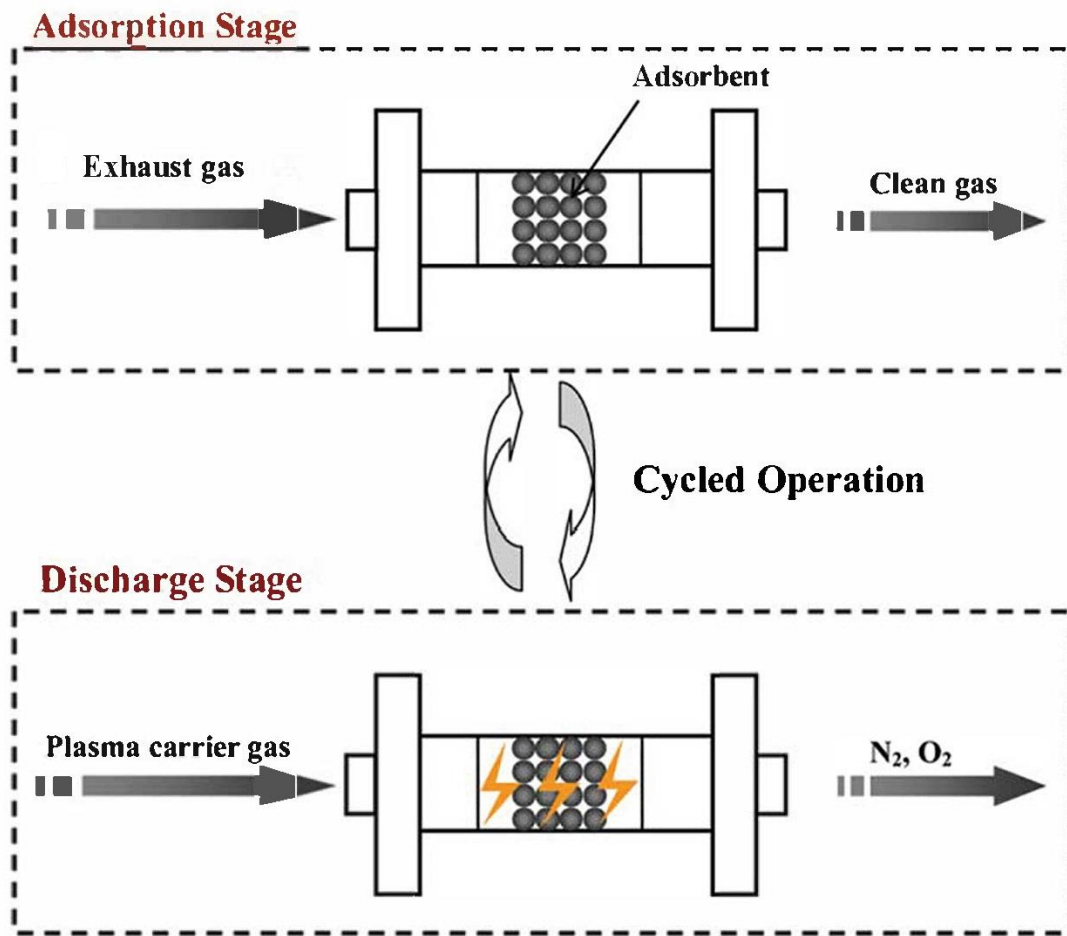 Adsorption Stage
Adsorbent
Exhaust gas
Clean gas
Cycled Operation
Discharge Stage
Plasma carrier gas
N₂, O₂